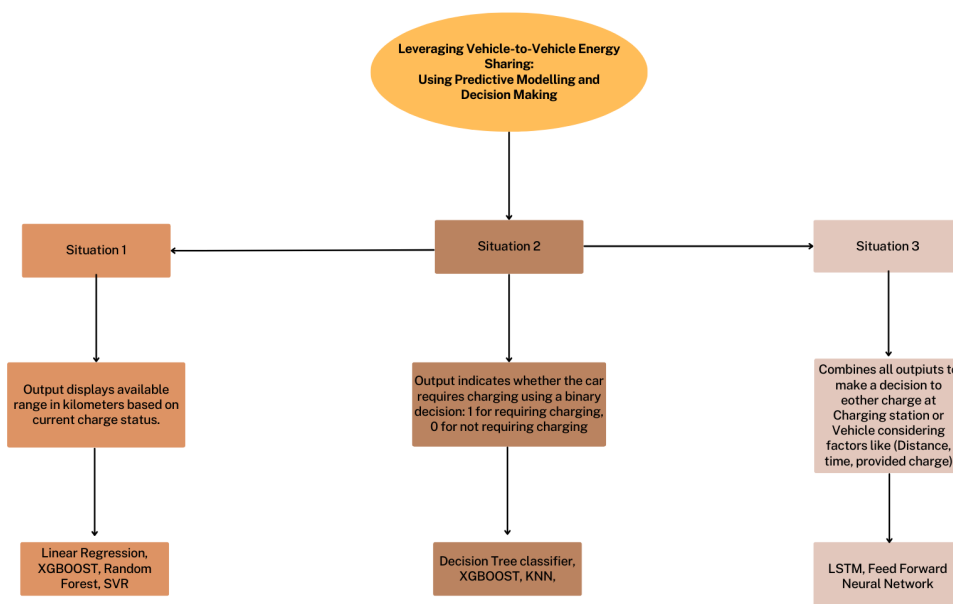 Leveraging Vehicle-to-Vehicle Energy
Sharing:
Using Predictive Modelling and
Decision Making
Situation 1
Situation 2
Situation 3
Output displays available
range in kilometers based on
current charge status.
Output indicates whether the car
requires charging using a binary
decision: 1 for requiring charging,
0 for not requiring charging
Combines all outpiuts to
make a decision to
eother charge at
Charging station or
Vehicle considering
factors like (Distance,
time, provided charge)
Linear Regression,
XGBOOST, Random
Forest, SVR
Decision Tree classifier,
XGBOOST, KNN,
LSTM, Feed Forward
Neural Network